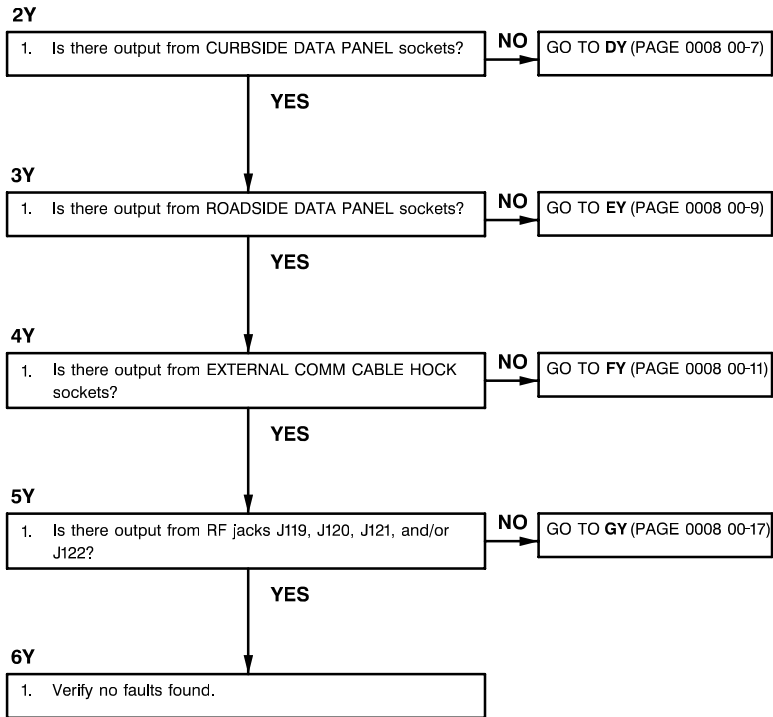 2Y
1. Is there output from CURBSIDE DATA PANEL sockets?
NO
GO TO DY (PAGE 0008 00-7)
YES
3Y
1. Is there output from ROADSIDE DATA PANEL sockets?
NO
GO TO EY (PAGE 0008 00-9)
YES
4Y
1. Is there output from EXTERNAL COMM CABLE HOCK
sockets?
NO
GO TO FY (PAGE 0008 00-11)
YES
5Y
1. Is there output from RF jacks J119, J120, J121, and/or
J122?
NO
GO TO GY (PAGE 0008 00-17)
YES
6Y
1. Verify no faults found.